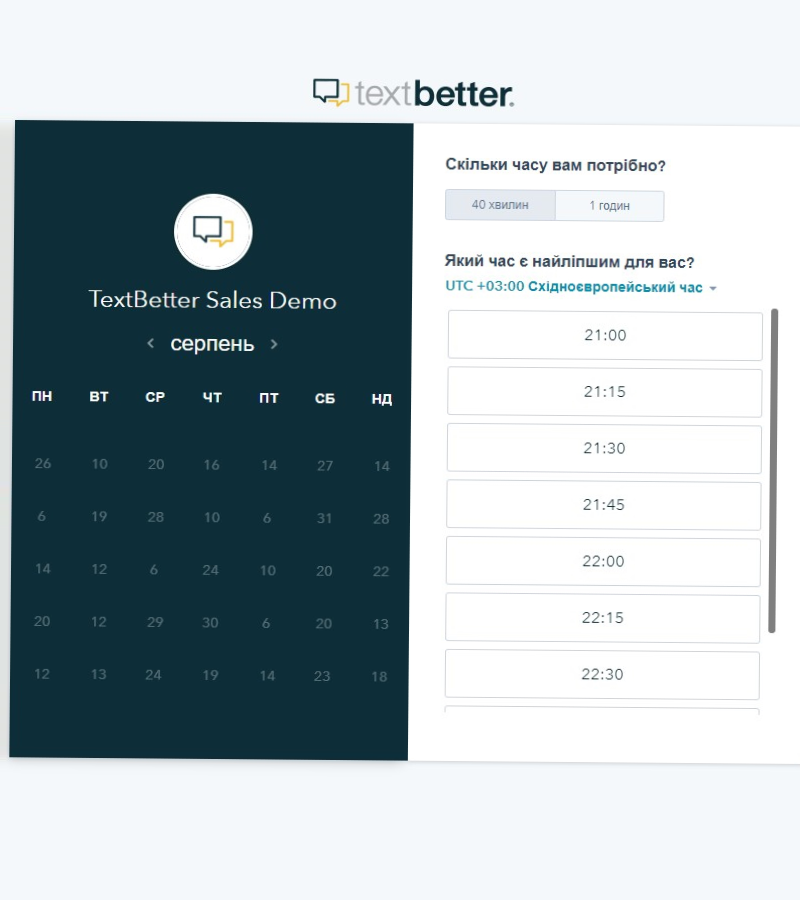 textbetter.
TextBetter Sales Demo
серпень
ПН ВТ СР ЧТ ПТ СБ НД
26 10 20 16 14 27 14
6 19 28 10 6 31 28
14 12 6 24 10 20 22
20 12 29 30 6 20 13
12 13 24 19 14 23 18
Скільки часу вам потрібно?
40 хвилин 1 годин
Який час є найліпшим для вас?
UTC +03:00 Східноєвропейський час
21:00
21:15
21:30
21:45
22:00
22:15
22:30